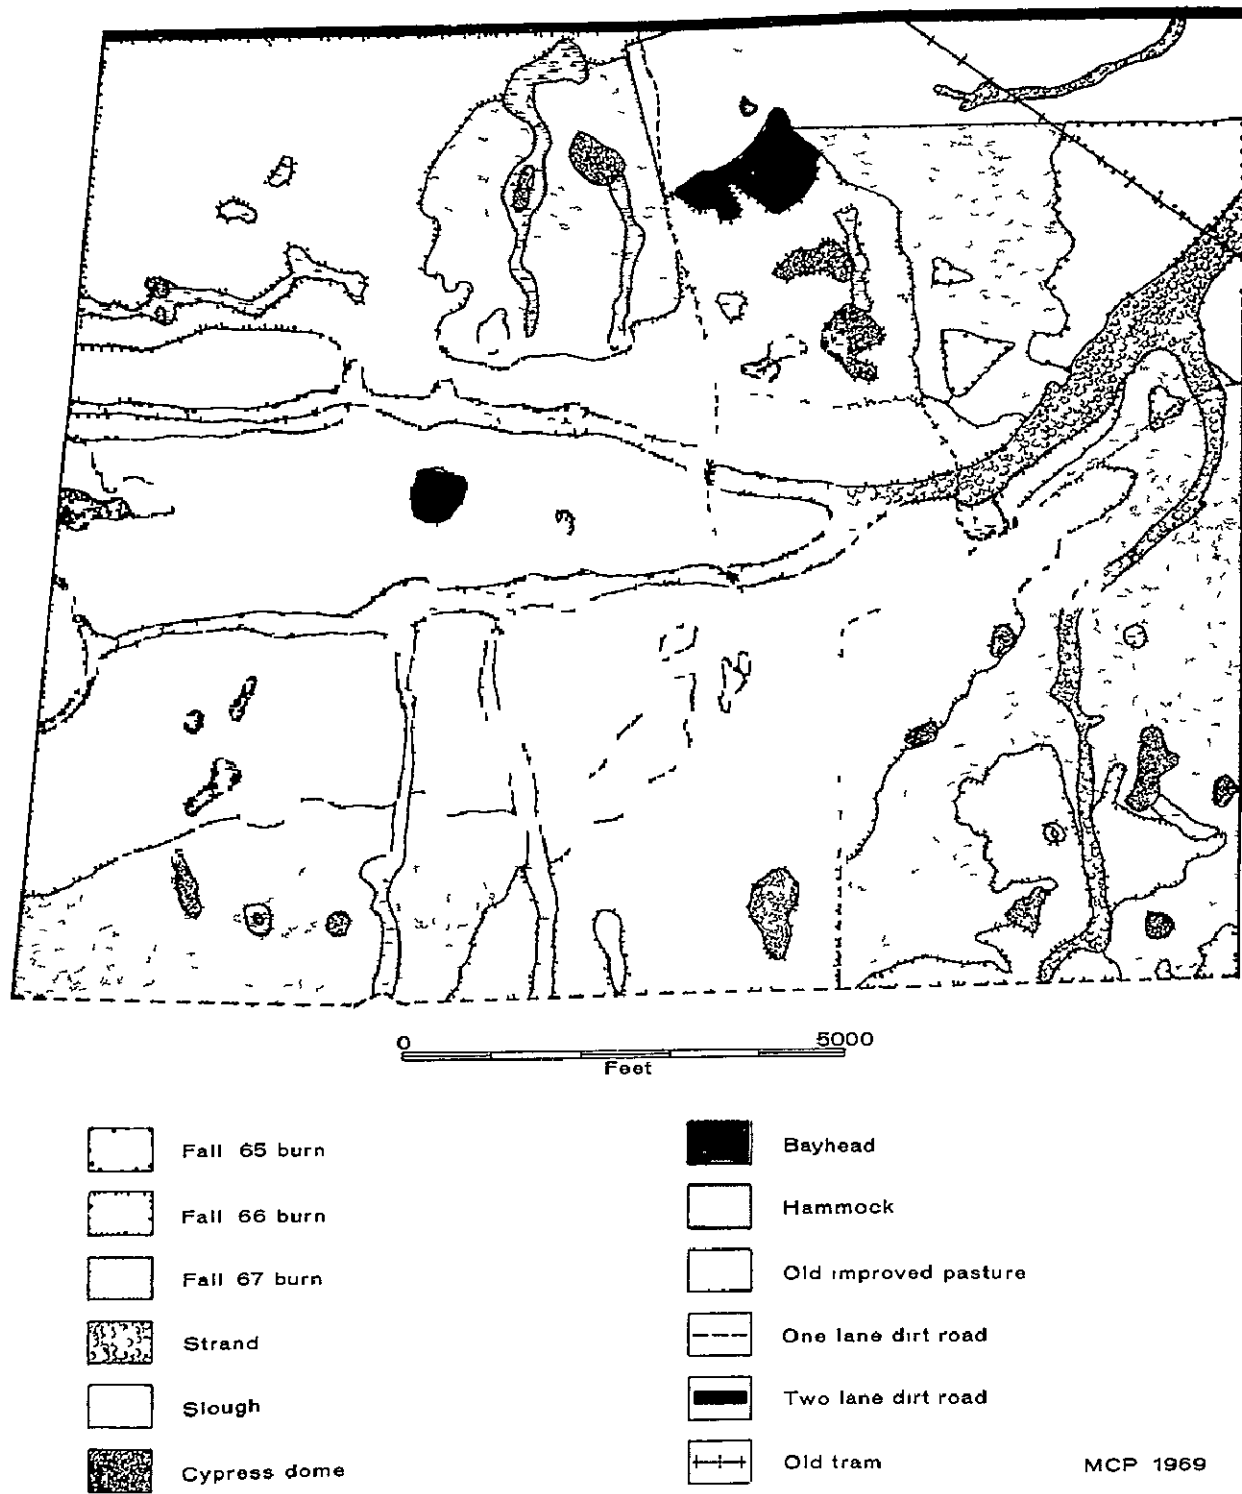 0 5000
Feet
Fall 65 burn
Fall 66 burn
Fall 67 burn
Strand
Slough
Cypress dome
Bayhead
Hammock
Old improved pasture
One lane dirt road
Two lane dirt road
Old tram
MCP 1969